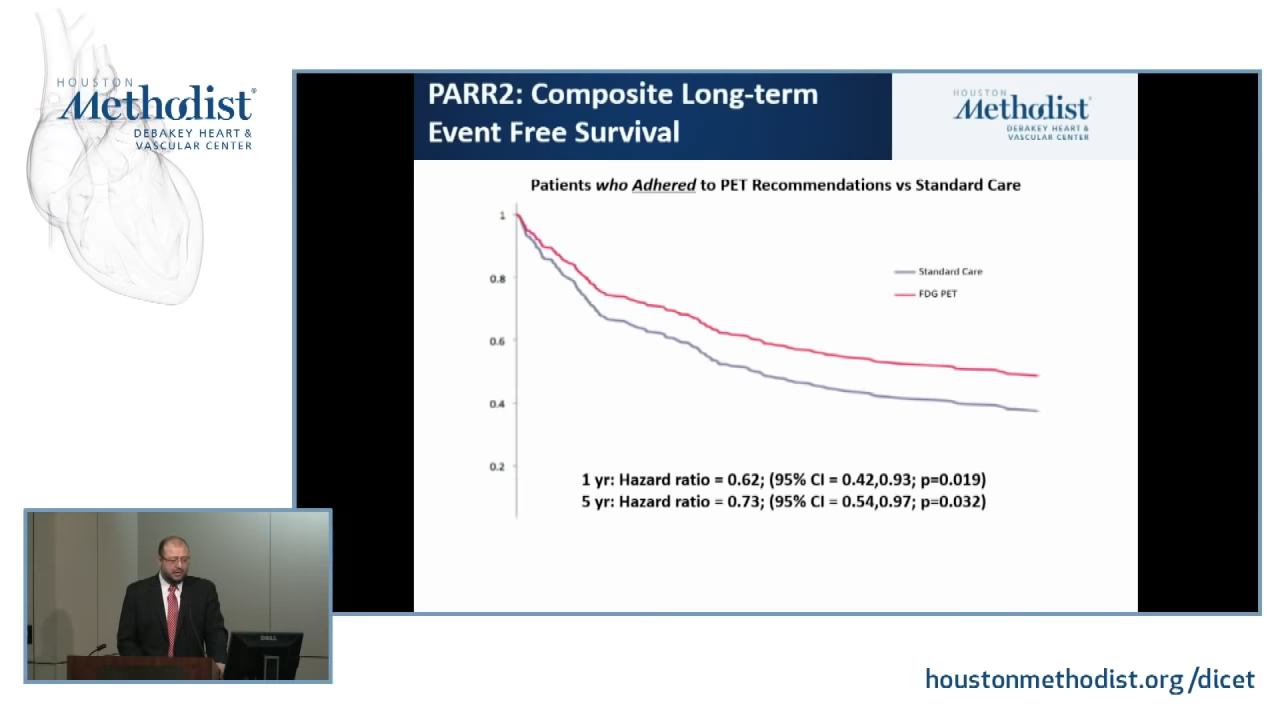 HOUSTON
Methodist®
DEBAKEY HEART &
VASCULAR CENTER
PARR2: Composite Long-term
Event Free Survival
HOUSTON
Methodist
DEBAKEY HEART &
VASCULAR CENTER
Patients who Adhered to PET Recommendations vs Standard Care
1
0.8
0.6
0.4
0.2
Standard Care
FDG PET
1 yr: Hazard ratio = 0.62; (95% CI = 0.42,0.93; p=0.019)
5 yr: Hazard ratio = 0.73; (95% CI = 0.54,0.97; p=0.032)
DELL
houstonmethodist.org/dicet